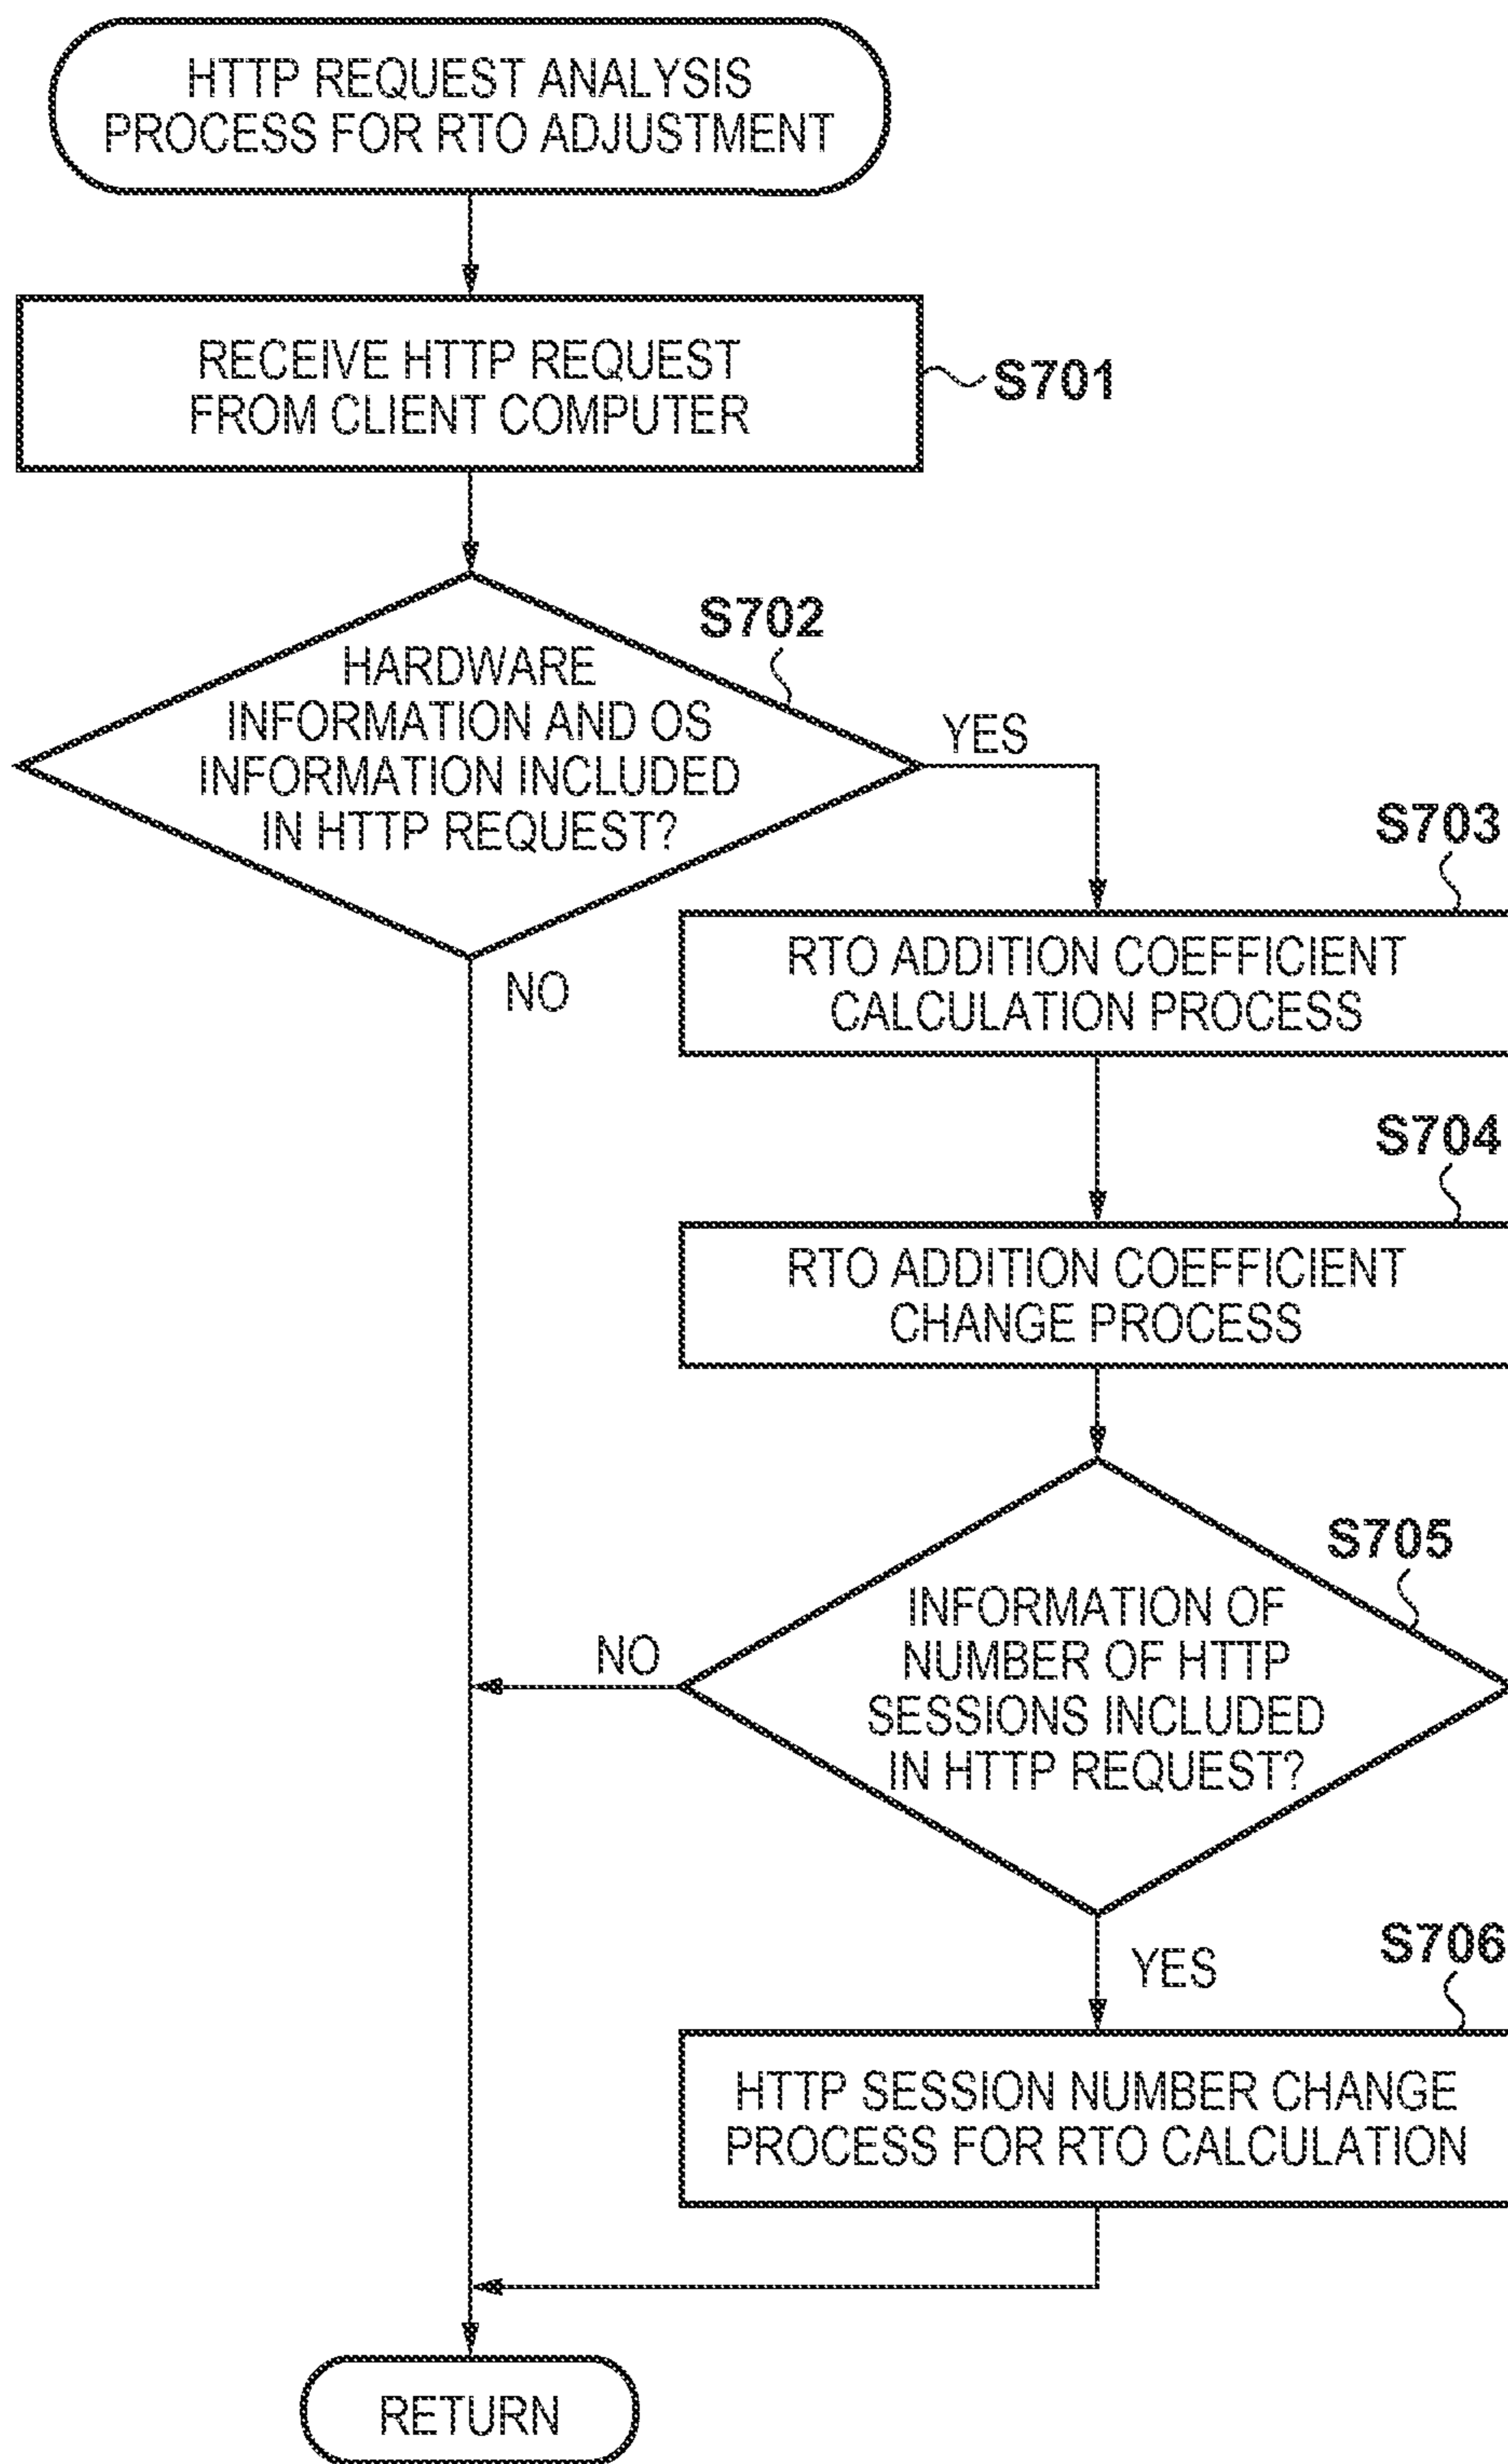 HTTP REQUEST ANALYSIS
PROCESS FOR RTO ADJUSTMENT
RECEIVE HTTP REQUEST
FROM CLIENT COMPUTER
S701
S702
HARDWARE
INFORMATION AND OS
INFORMATION INCLUDED
IN HTTP REQUEST?
YES
NO
S703
RTO ADDITION COEFFICIENT
CALCULATION PROCESS
S704
RTO ADDITION COEFFICIENT
CHANGE PROCESS
S705
INFORMATION OF
NUMBER OF HTTP
SESSIONS INCLUDED
IN HTTP REQUEST?
NO
YES
S706
HTTP SESSION NUMBER CHANGE
PROCESS FOR RTO CALCULATION
RETURN